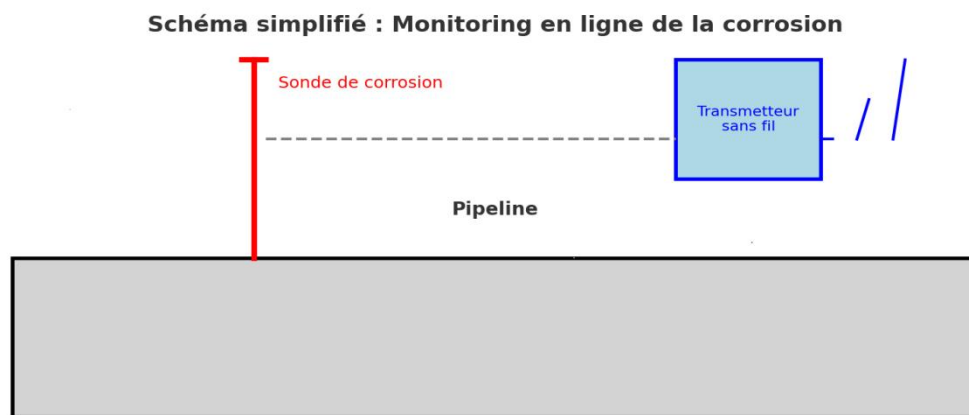 Schéma simplifié : Monitoring en ligne de la corrosion
Sonde de corrosion
Transmetteur
sans fil
Pipeline